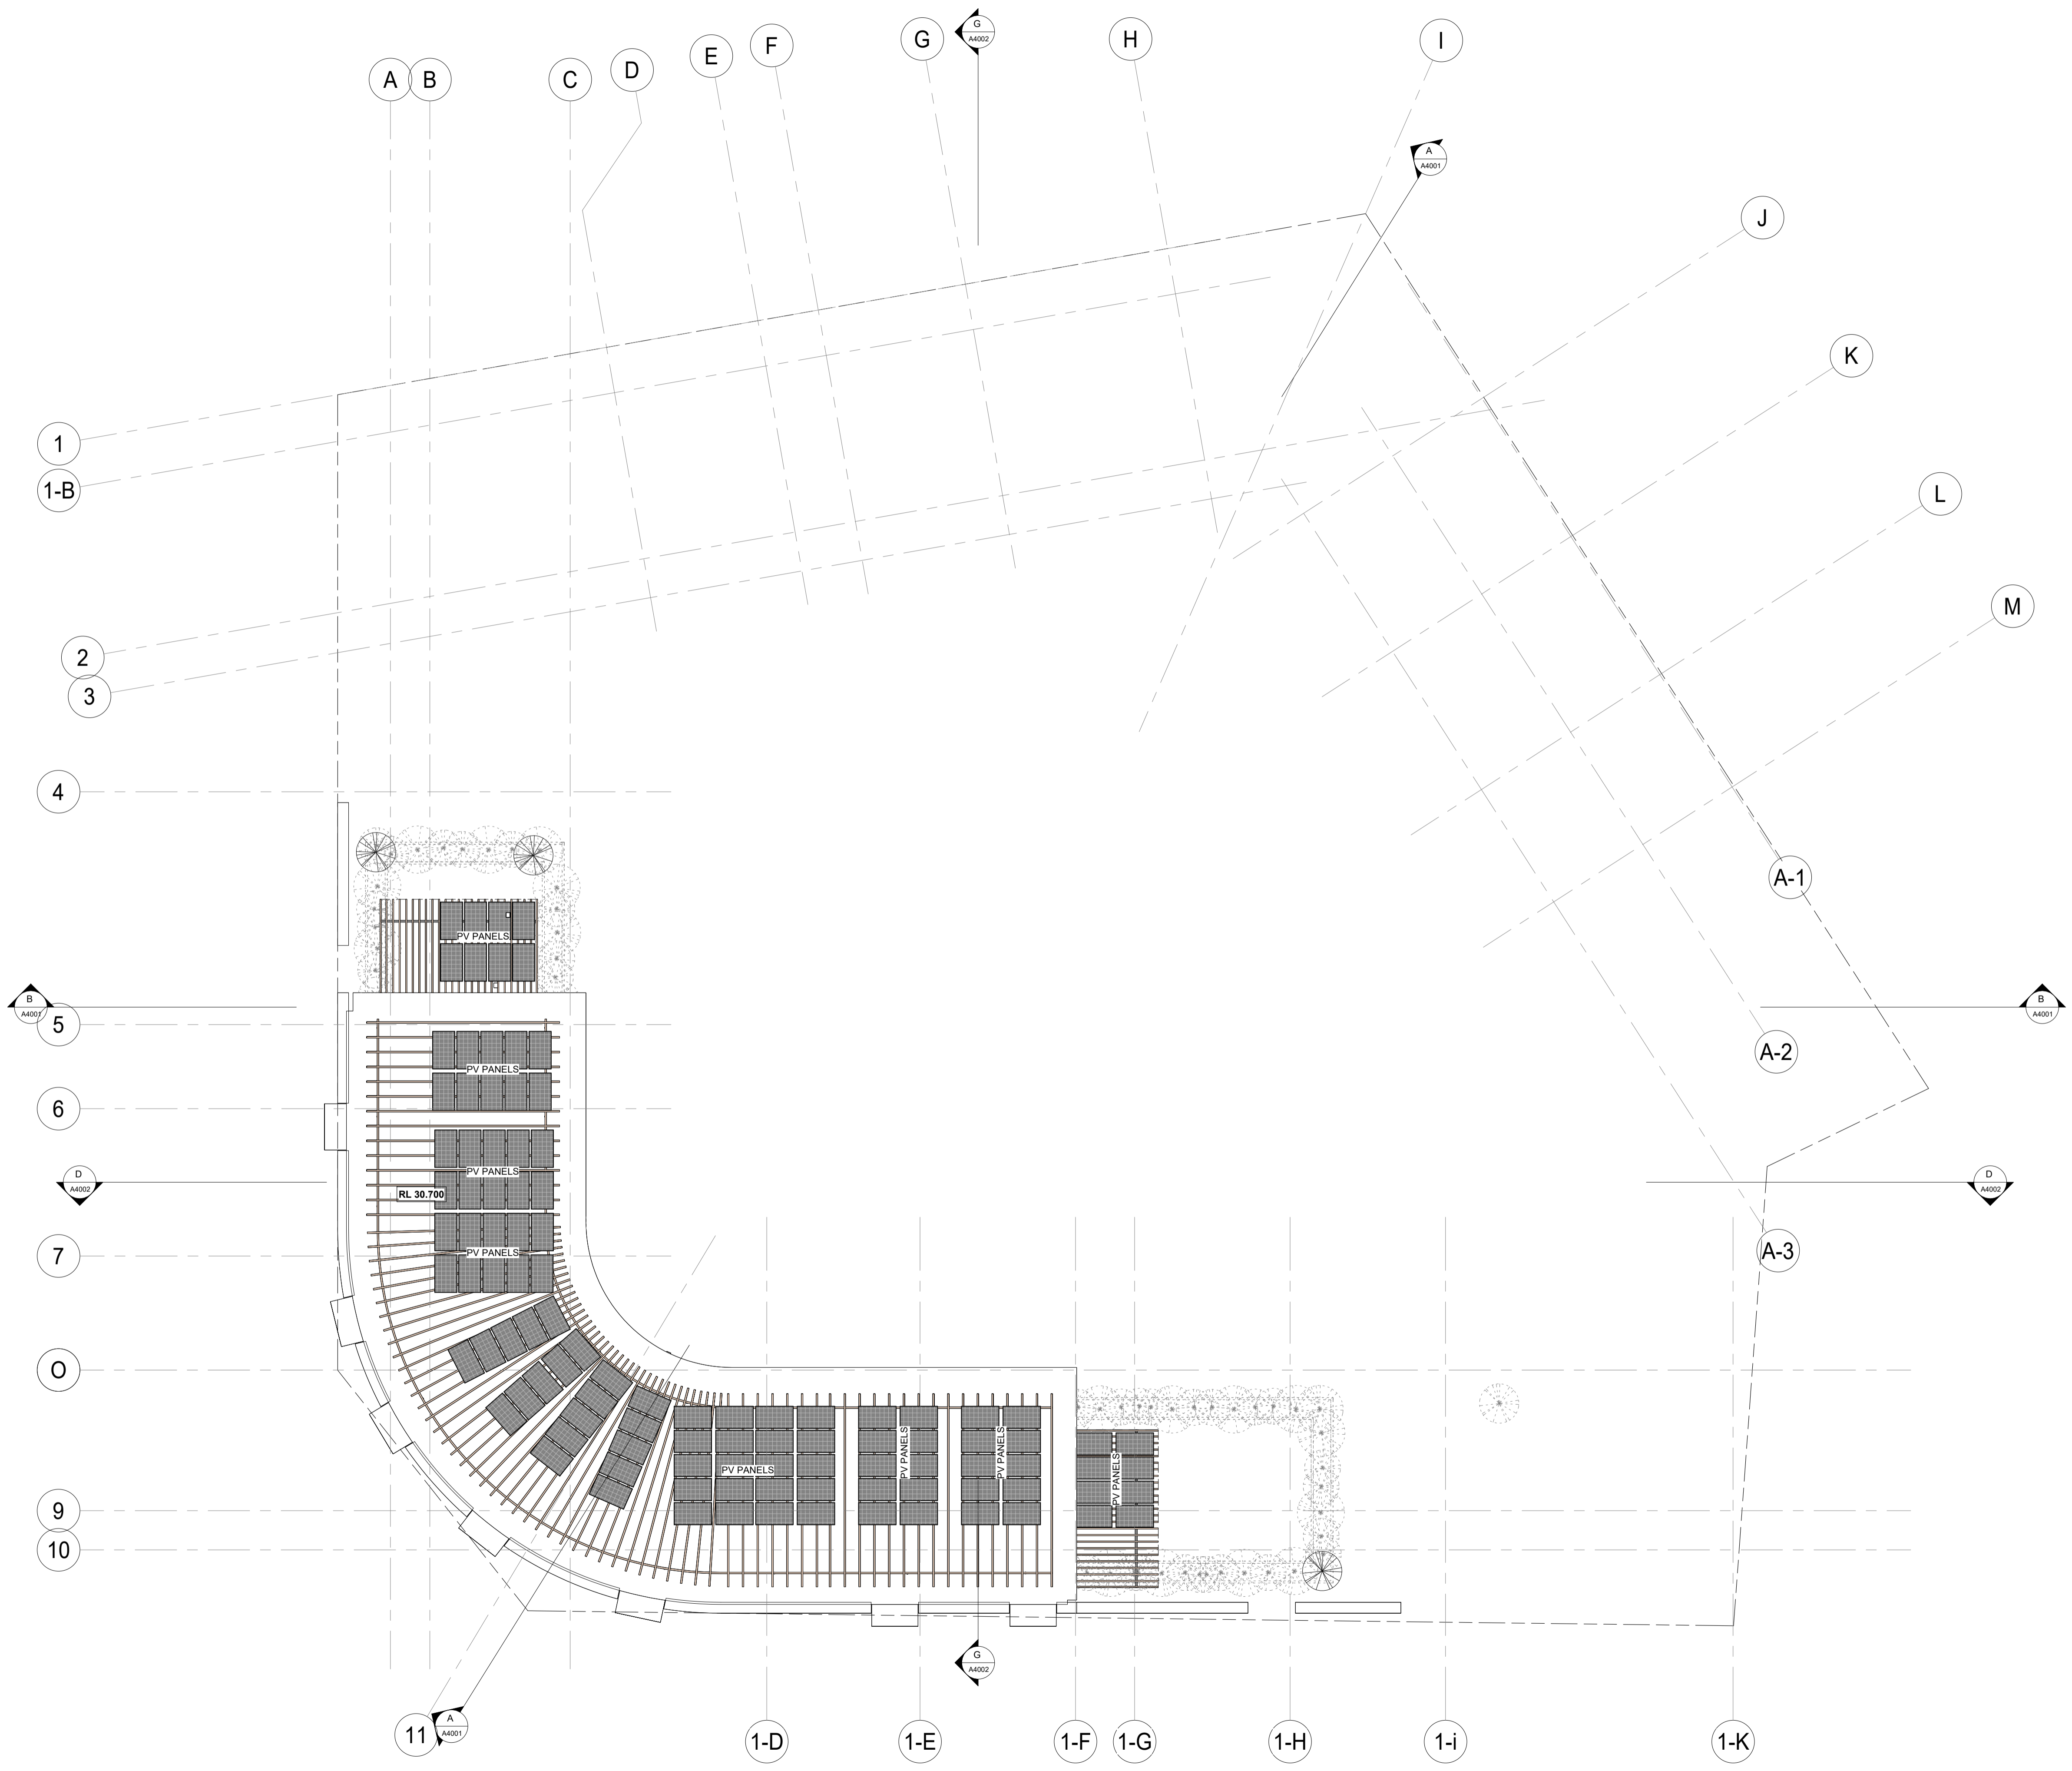 G
A4002
H
I
G
F
E
D
A
B
C
A
A4001
J
K
1
1-B
L
M
2
3
4
A-1
PV PANELS
B
A4001
5
B
A4001
A-2
PV PANELS
6
PV PANELS
D
A4002
RL 30.700
D
A4002
7
PV PANELS
A-3
O
PV PANELS
PV PANELS
PV PANELS
PV PANELS
9
10
G
A4002
11
A
A4001
1-D
1-E
1-F
1-G
1-H
1-i
1-K